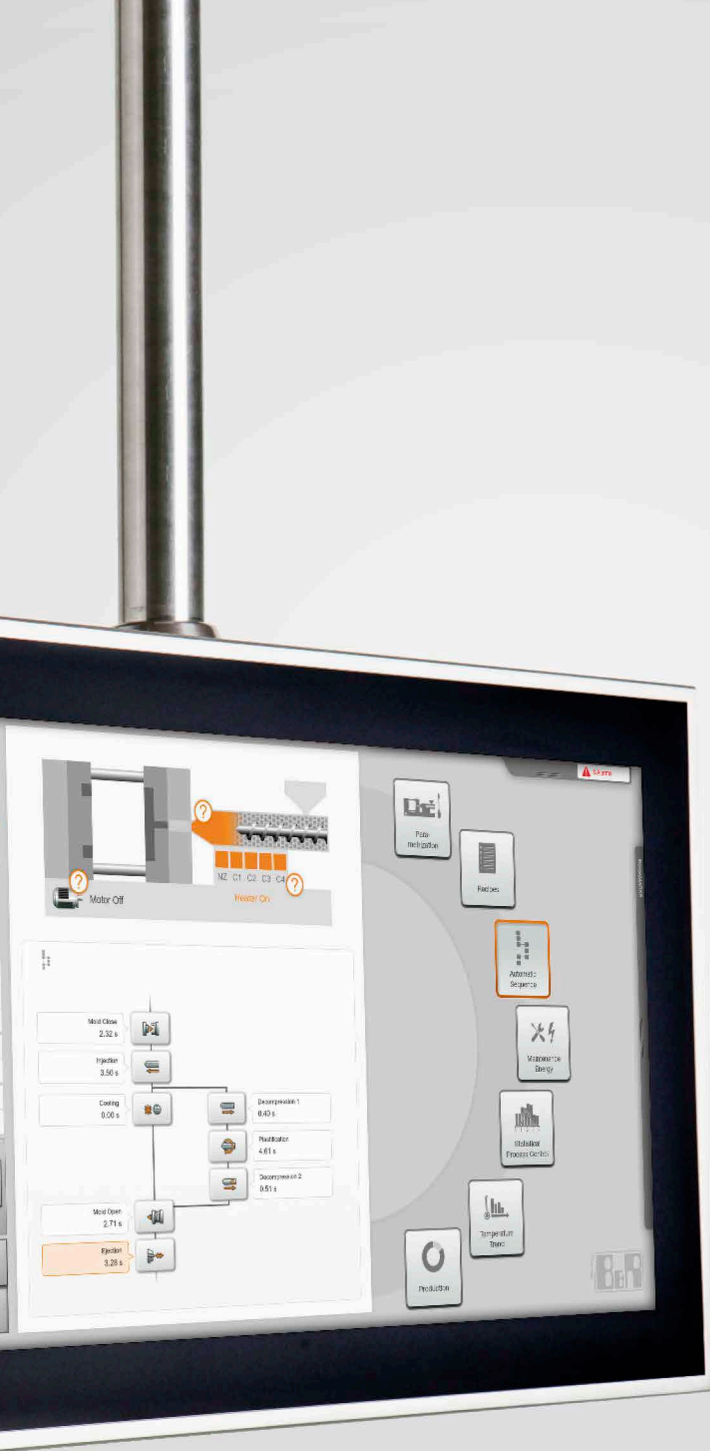 Para-
metrization
Recipes
Automatic
Sequence
Maintenance
Energy
Statistical
Process Control
Temperature
Trend
Production
NZ C1 C2 C3 C4
Motor Off
Heater On
Mold Close
2.32 s
Injection
3.50 s
Cooling
Decompression 1
0.40 s
Plastification
4.61 s
Decompression 2
0.51 s
Mold Open
2.71 s
Ejection
3.28 s
B&R